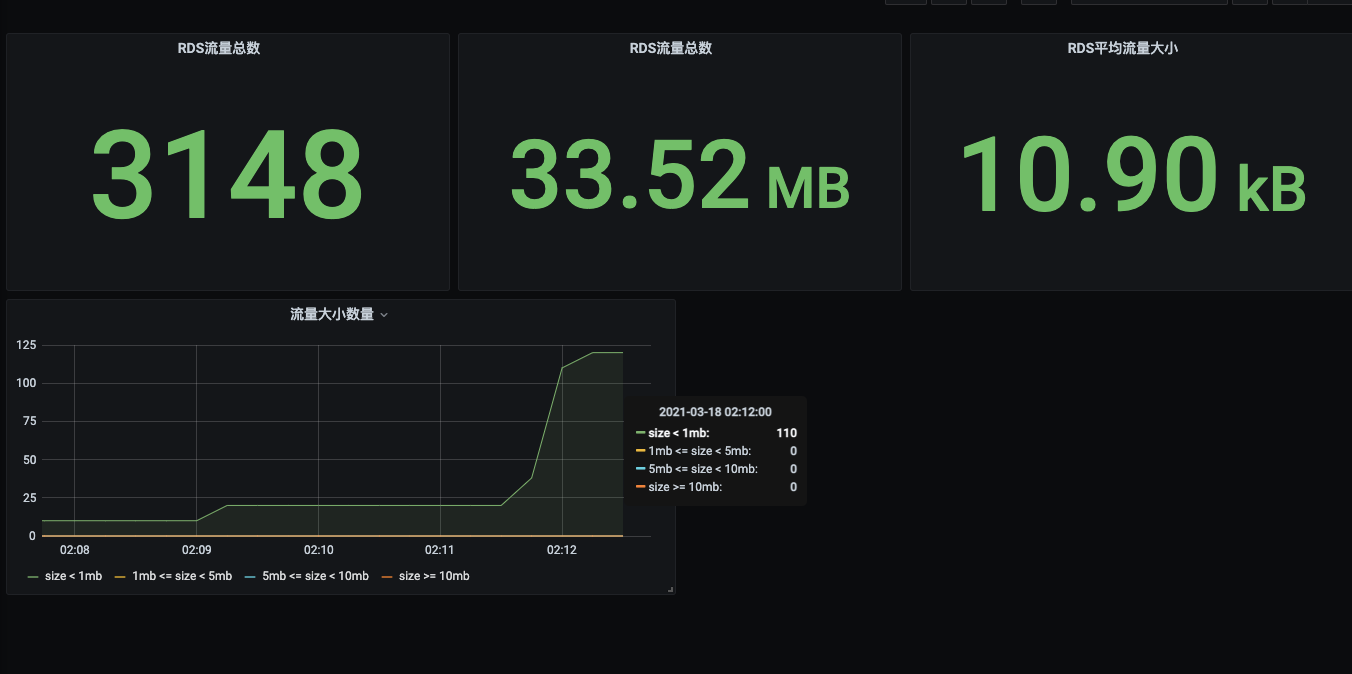 RDS流量总数
3148
RDS流量总数
33.52 MB
RDS平均流量大小
10.90 kB
流量大小数量
125
100
75
50
25
0
02:08
02:09
02:10
02:11
02:12
size < 1mb
1mb <= size < 5mb
5mb <= size < 10mb
size >= 10mb
2021-03-18 02:12:00
size < 1mb: 110
1mb <= size < 5mb: 0
5mb <= size < 10mb: 0
size >= 10mb: 0